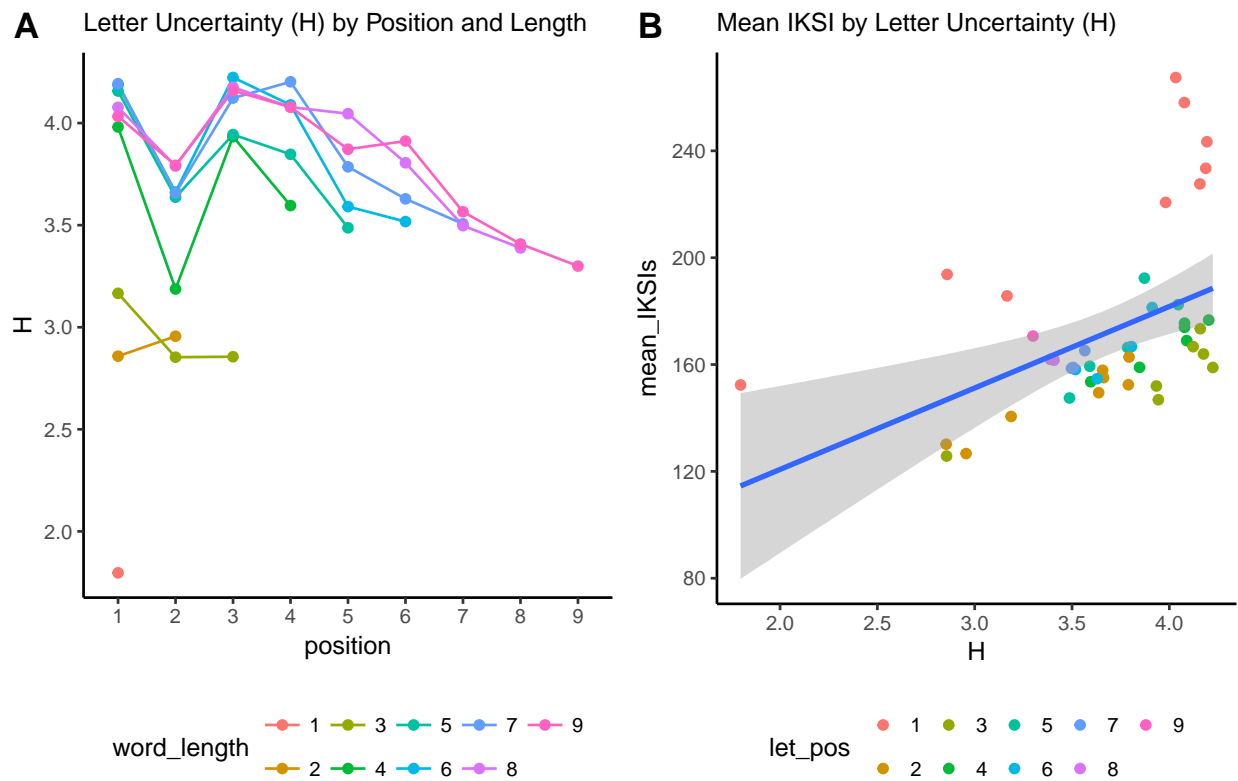 A Letter Uncertainty (H) by Position and Length
H
4.0
3.5
3.0
2.5
2.0
1 2 3 4 5 6 7 8 9
position
word_length
1 3 5 7 9
2 4 6 8
B Mean IKSI by Letter Uncertainty (H)
mean_IKSIs
240
200
160
120
80
2.0 2.5 3.0 3.5 4.0
H
let_pos
1 3 5 7 9
2 4 6 8